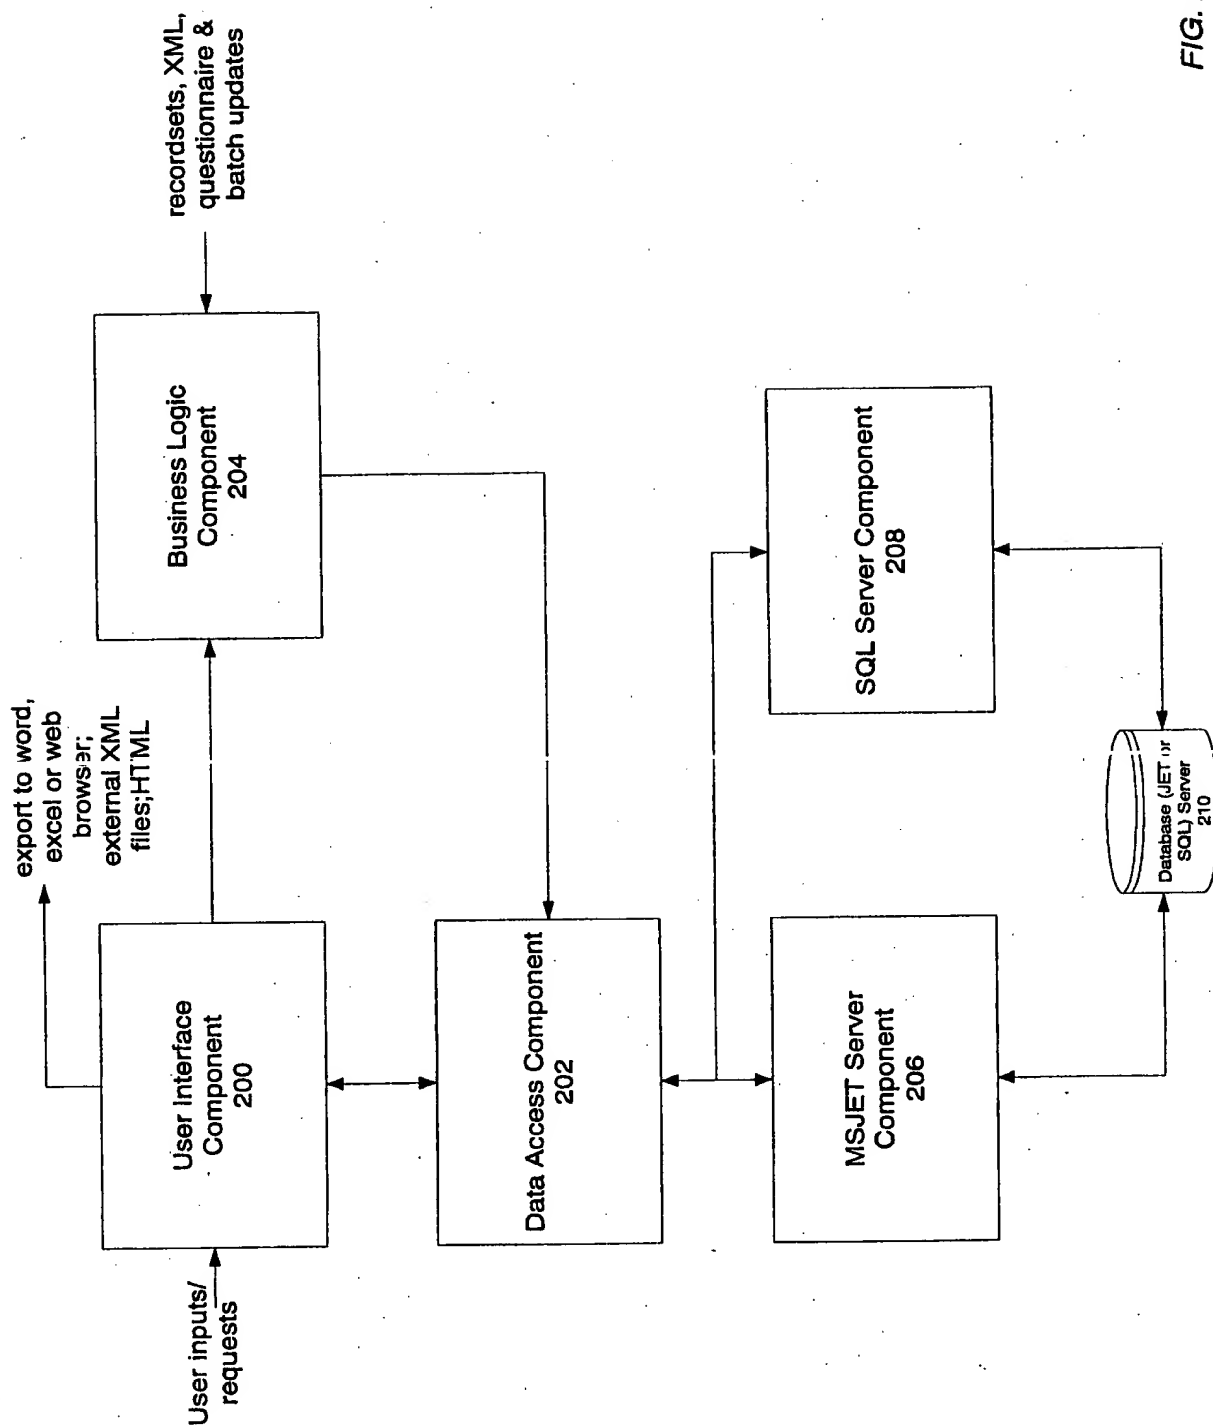 export to word,
excel or web
browser;
external XML
files;HTML
recordsets, XML,
questionnaire &
batch updates
User inputs/
requests
User Interface
Component
200
Business Logic
Component
204
Data Access Component
202
MSJET Server
Component
206
SQL Server Component
208
Database (JET or
SQL) Server
210
FIG.